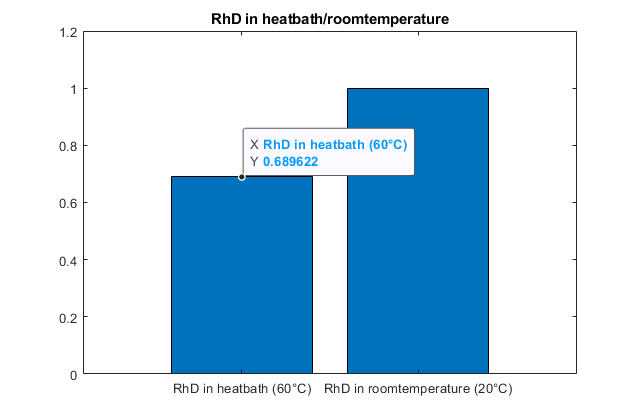 RhD in heatbath/roomtemperature
1.2
1
0.8
X RhD in heatbath (60°C)
Y 0.689622
0.6
0.4
0.2
0
RhD in heatbath (60°C) RhD in roomtemperature (20°C)